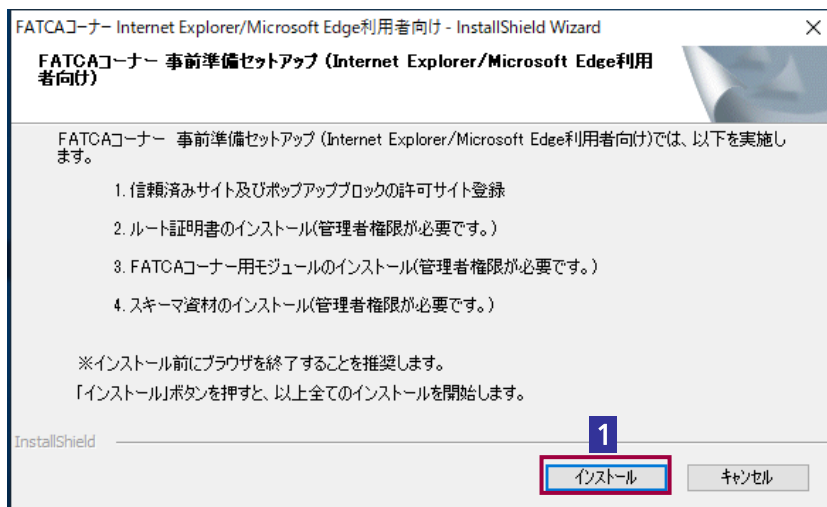 FATCAコーナー Internet Explorer/Microsoft Edge利用者向け - InstallShield Wizard
FATCAコーナー 事前準備セットアップ (Internet Explorer/Microsoft Edge利用
者向け)
FATCAコーナー 事前準備セットアップ (Internet Explorer/Microsoft Edge利用者向け)では、以下を実施し
ます。
1. 信頼済みサイト及びポップアップブロックの許可サイト登録
2. ルート証明書のインストール(管理者権限が必要です。)
3. FATCAコーナー用モジュールのインストール(管理者権限が必要です。)
4. スキーマ資材のインストール(管理者権限が必要です。)
※インストール前にブラウザを終了することを推奨します。
「インストール」ボタンを押すと、以上全てのインストールを開始します。
InstallShield
1
インストール
キャンセル